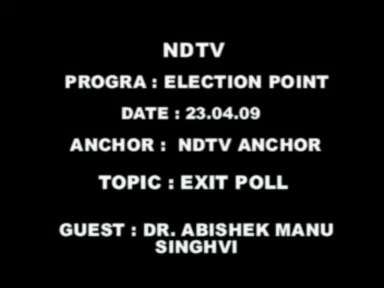 NDTV
PROGRA : ELECTION POINT
DATE : 23.04.09
ANCHOR : NDTV ANCHOR
TOPIC : EXIT POLL
GUEST : DR. ABISHEK MANU
SINGHVI